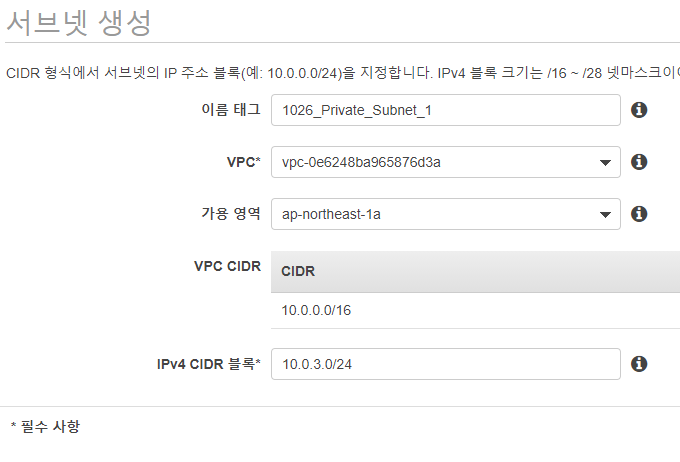 서브넷 생성
CIDR 형식에서 서브넷의 IP 주소 블록(예: 10.0.0.0/24)을 지정합니다. IPv4 블록 크기는 /16 ~ /28 넷마스크이어
이름 태그 1026_Private_Subnet_1
VPC* vpc-0e6248ba965876d3a
가용 영역 ap-northeast-1a
VPC CIDR CIDR
10.0.0.0/16
IPv4 CIDR 블록* 10.0.3.0/24
* 필수 사항